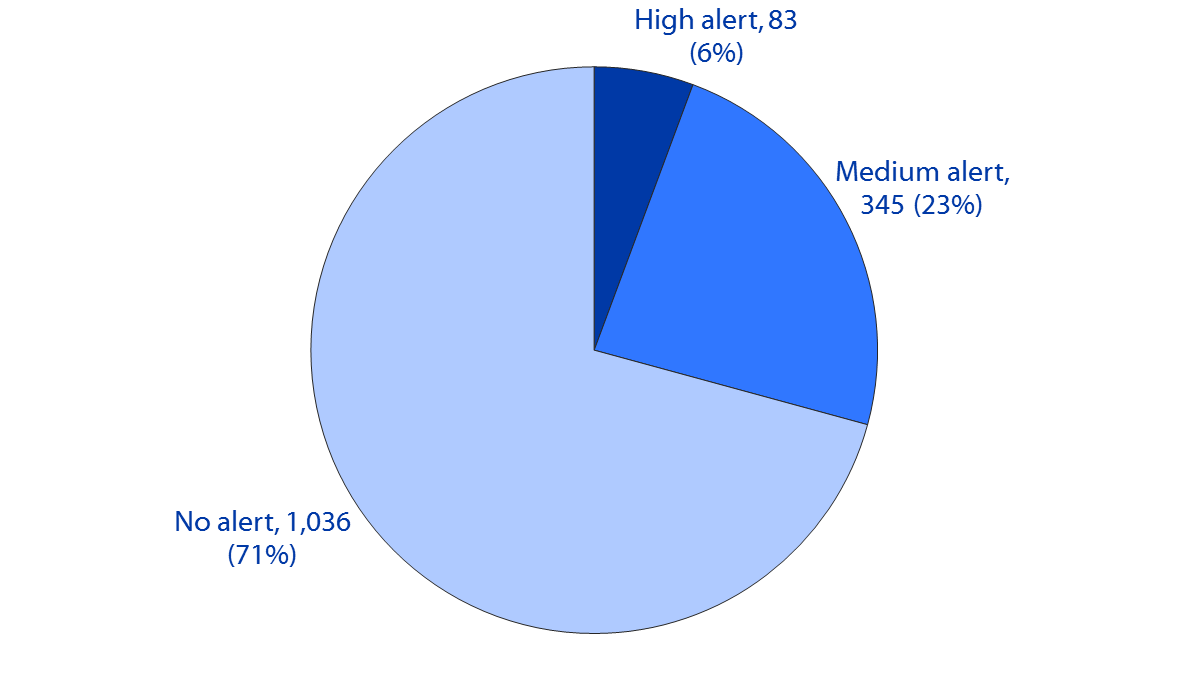 High alert, 83
(6%)
Medium alert,
345 (23%)
No alert, 1,036
(71%)